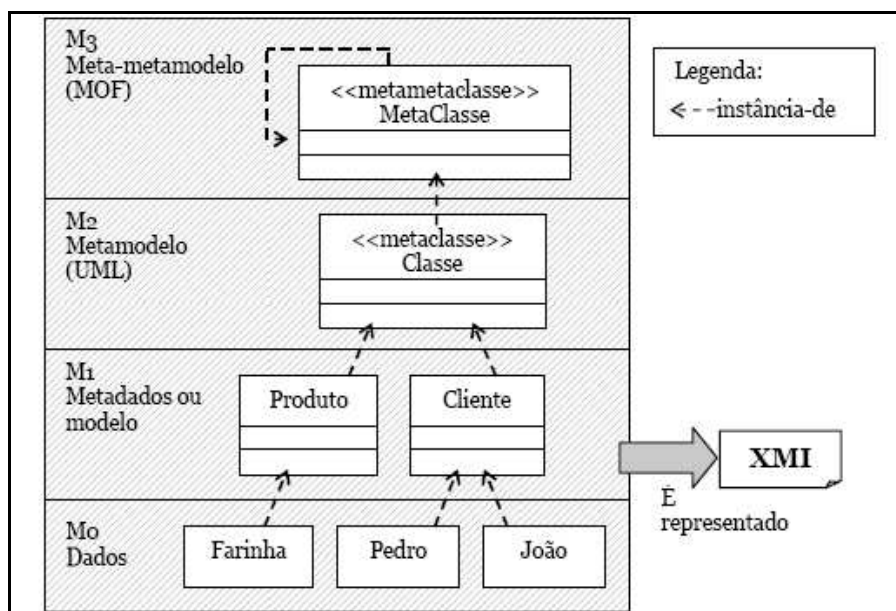 M3
Meta-metamodelo
(MOF)
<<metametaclasse>>
MetaClasse
Legenda:
instância-de
M2
Metamodelo
(UML)
<<metaclasse>>
Classe
M1
Metadados ou
modelo
Produto
Cliente
XMI
É
representado
M0
Dados
Farinha
Pedro
João